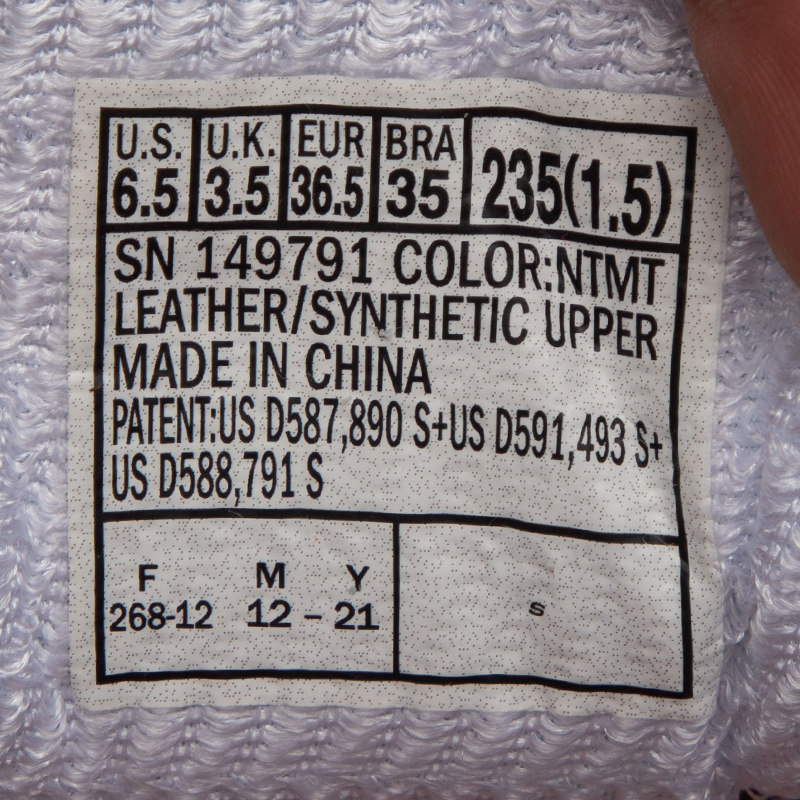 U.S. U.K. EUR BRA
6.5 3.5 36.5 35 235(1.5)
SN 149791 COLOR:NTMT
LEATHER/SYNTHETIC UPPER
MADE IN CHINA
PATENT:US D587,890 S+US D591,493 S+
US D588,791 S
F M Y
268-12 12 – 21
S